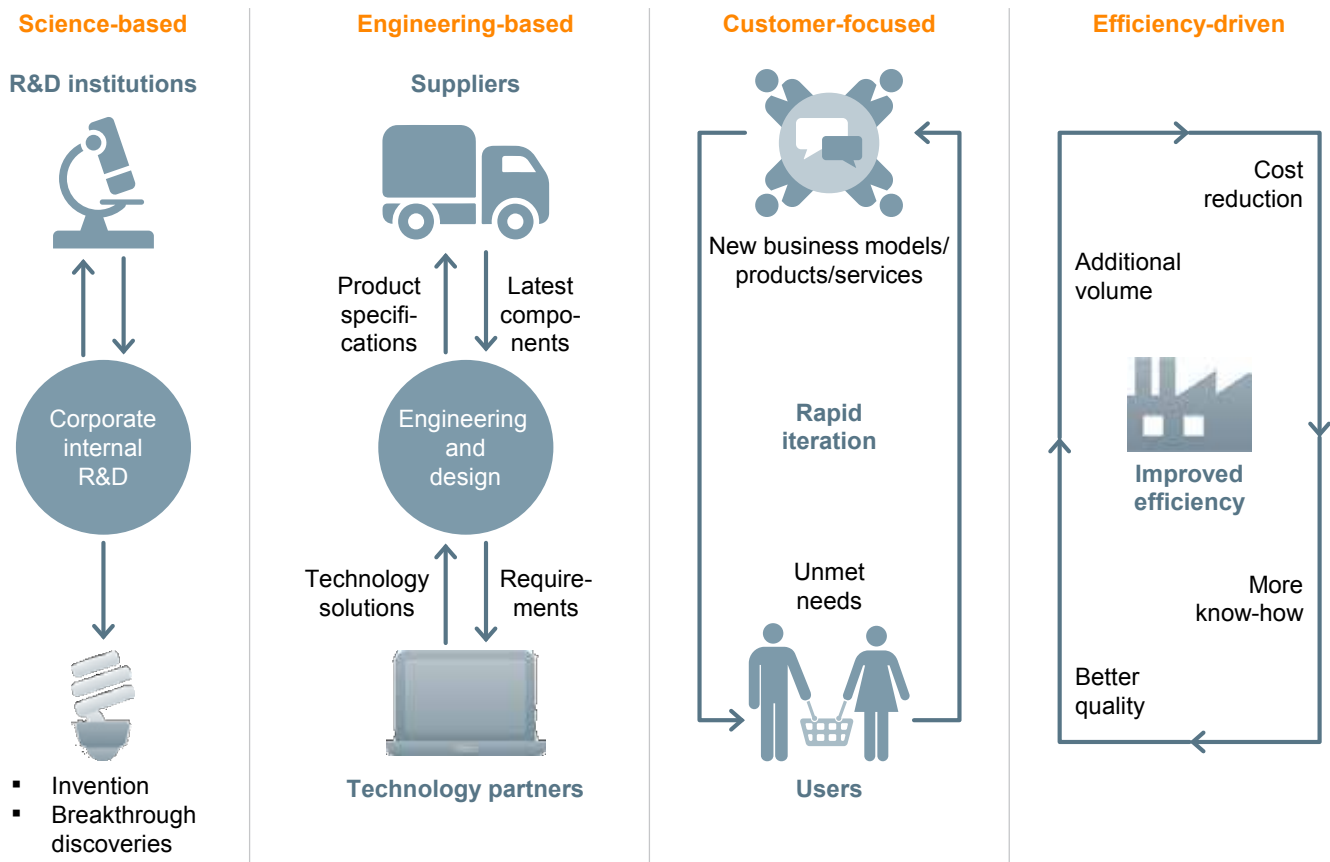 Science-based
R&D institutions
Corporate
internal
R&D
▪ Invention
▪ Breakthrough
discoveries
Engineering-based
Suppliers
Product
specifi-
cations
Latest
compo-
nents
Engineering
and
design
Technology
solutions
Require-
ments
Technology partners
Customer-focused
New business models/
products/services
Rapid
iteration
Unmet
needs
Users
Efficiency-driven
Cost
reduction
Additional
volume
Improved
efficiency
More
know-how
Better
quality